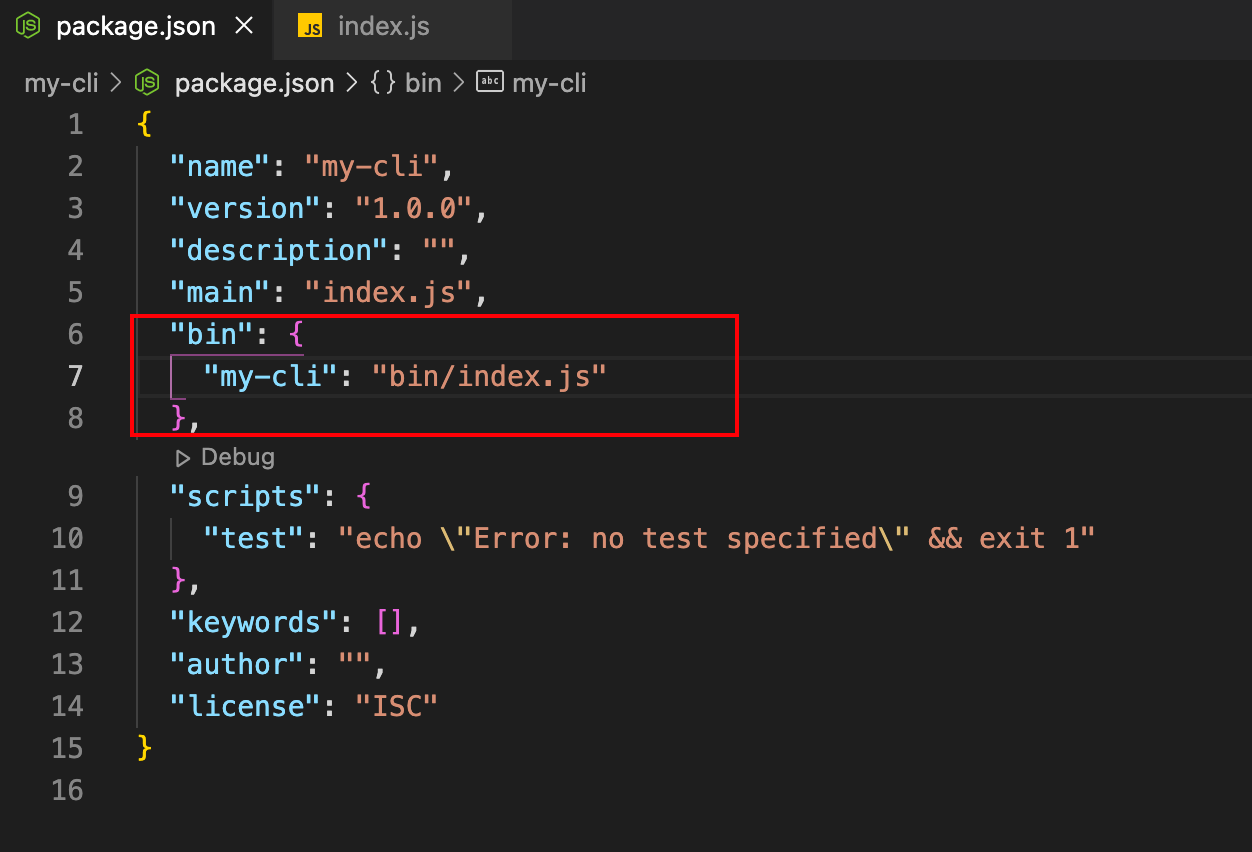 package.json
JS index.js
my-cli > package.json > {} bin > abc my-cli
1 {
2 "name": "my-cli",
3 "version": "1.0.0",
4 "description": "",
5 "main": "index.js",
6 "bin": {
7 "my-cli": "bin/index.js"
8 },
Debug
9 "scripts": {
10 "test": "echo \"Error: no test specified\" && exit 1"
11 },
12 "keywords": [],
13 "author": "",
14 "license": "ISC"
15 }
16